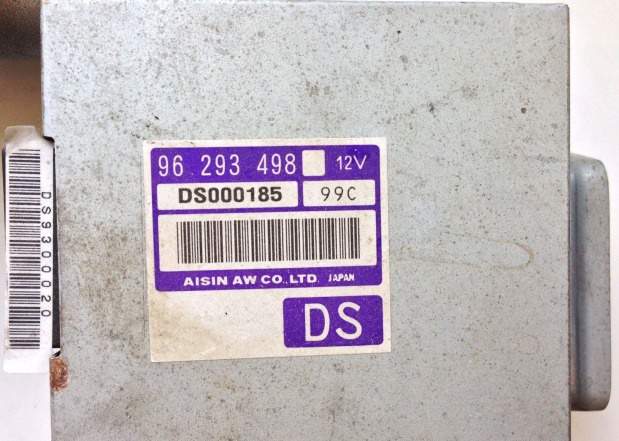 96 293 498 12V
DS000185 99C
AISIN AW CO.,LTD. JAPAN
DS
DS9300020